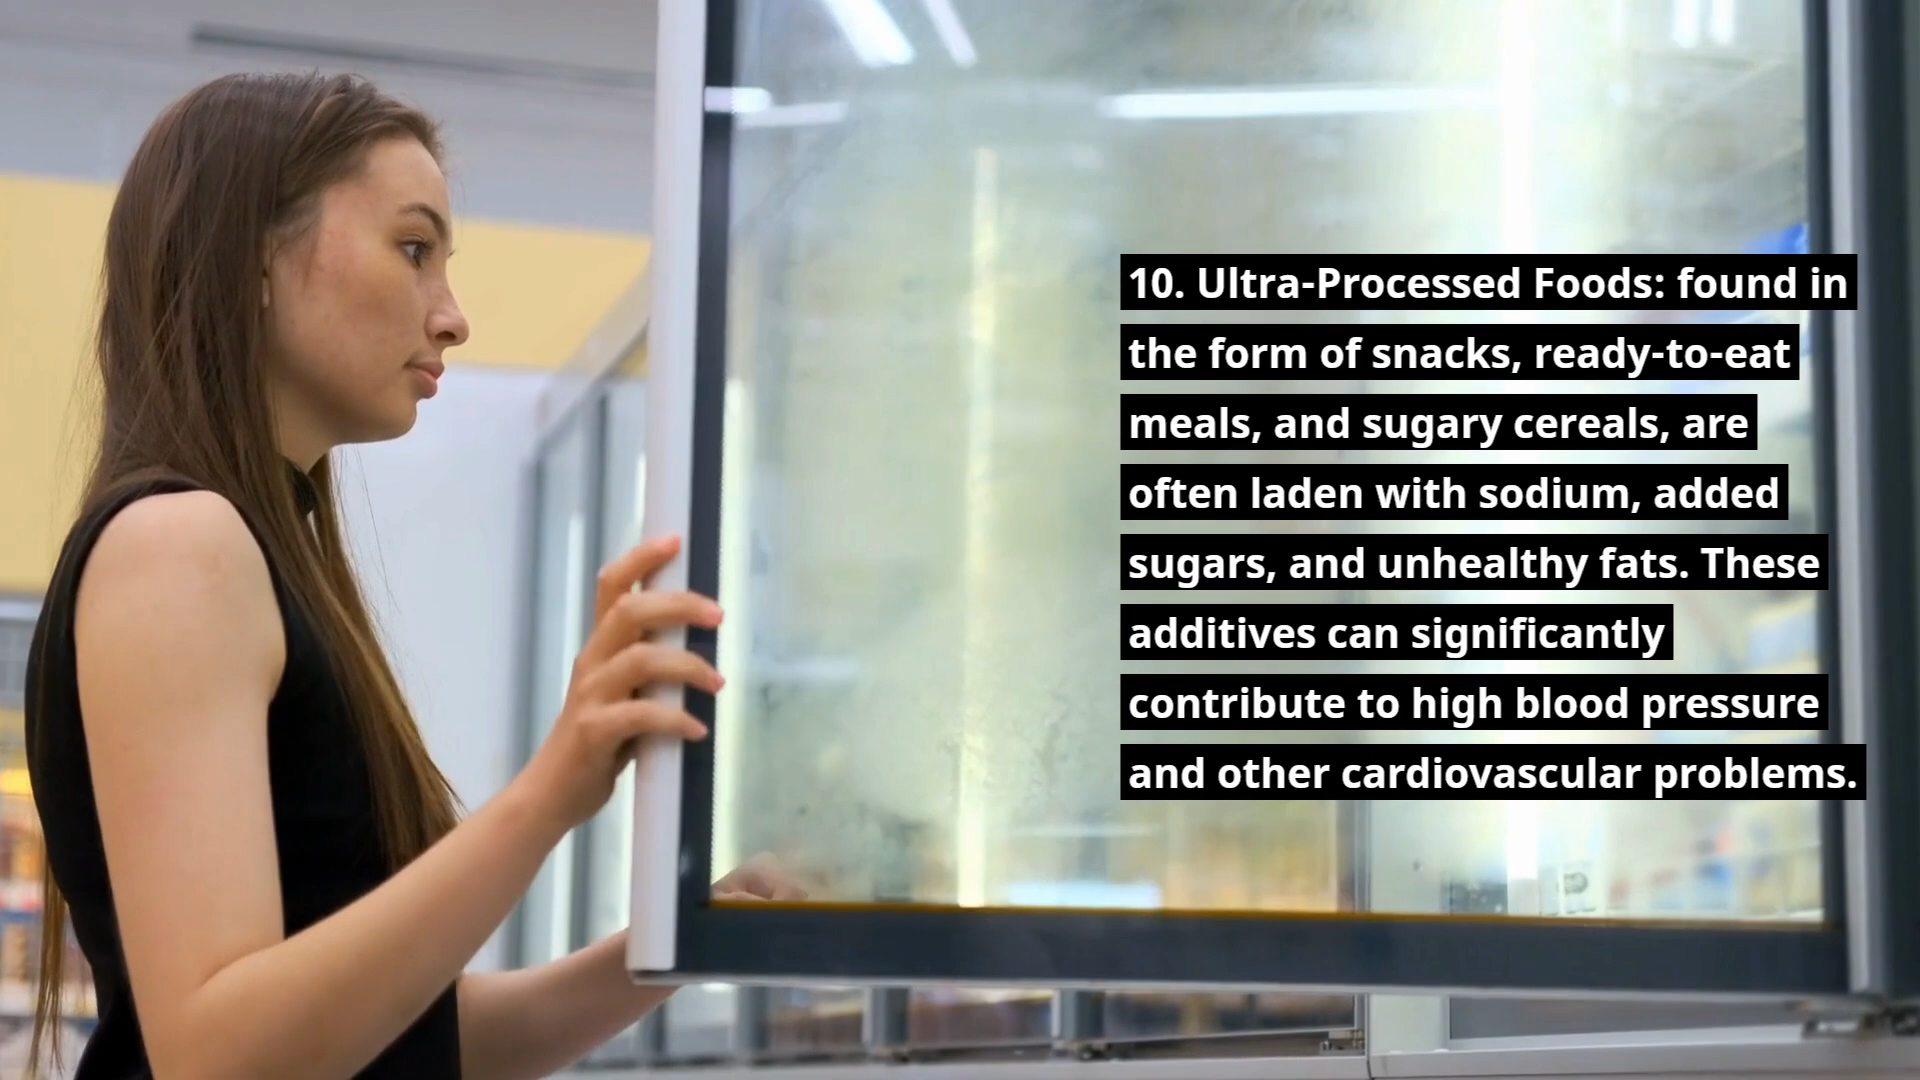 10. Ultra-Processed Foods: found in
the form of snacks, ready-to-eat
meals, and sugary cereals, are
often laden with sodium, added
sugars, and unhealthy fats. These
additives can significantly
contribute to high blood pressure
and other cardiovascular problems.